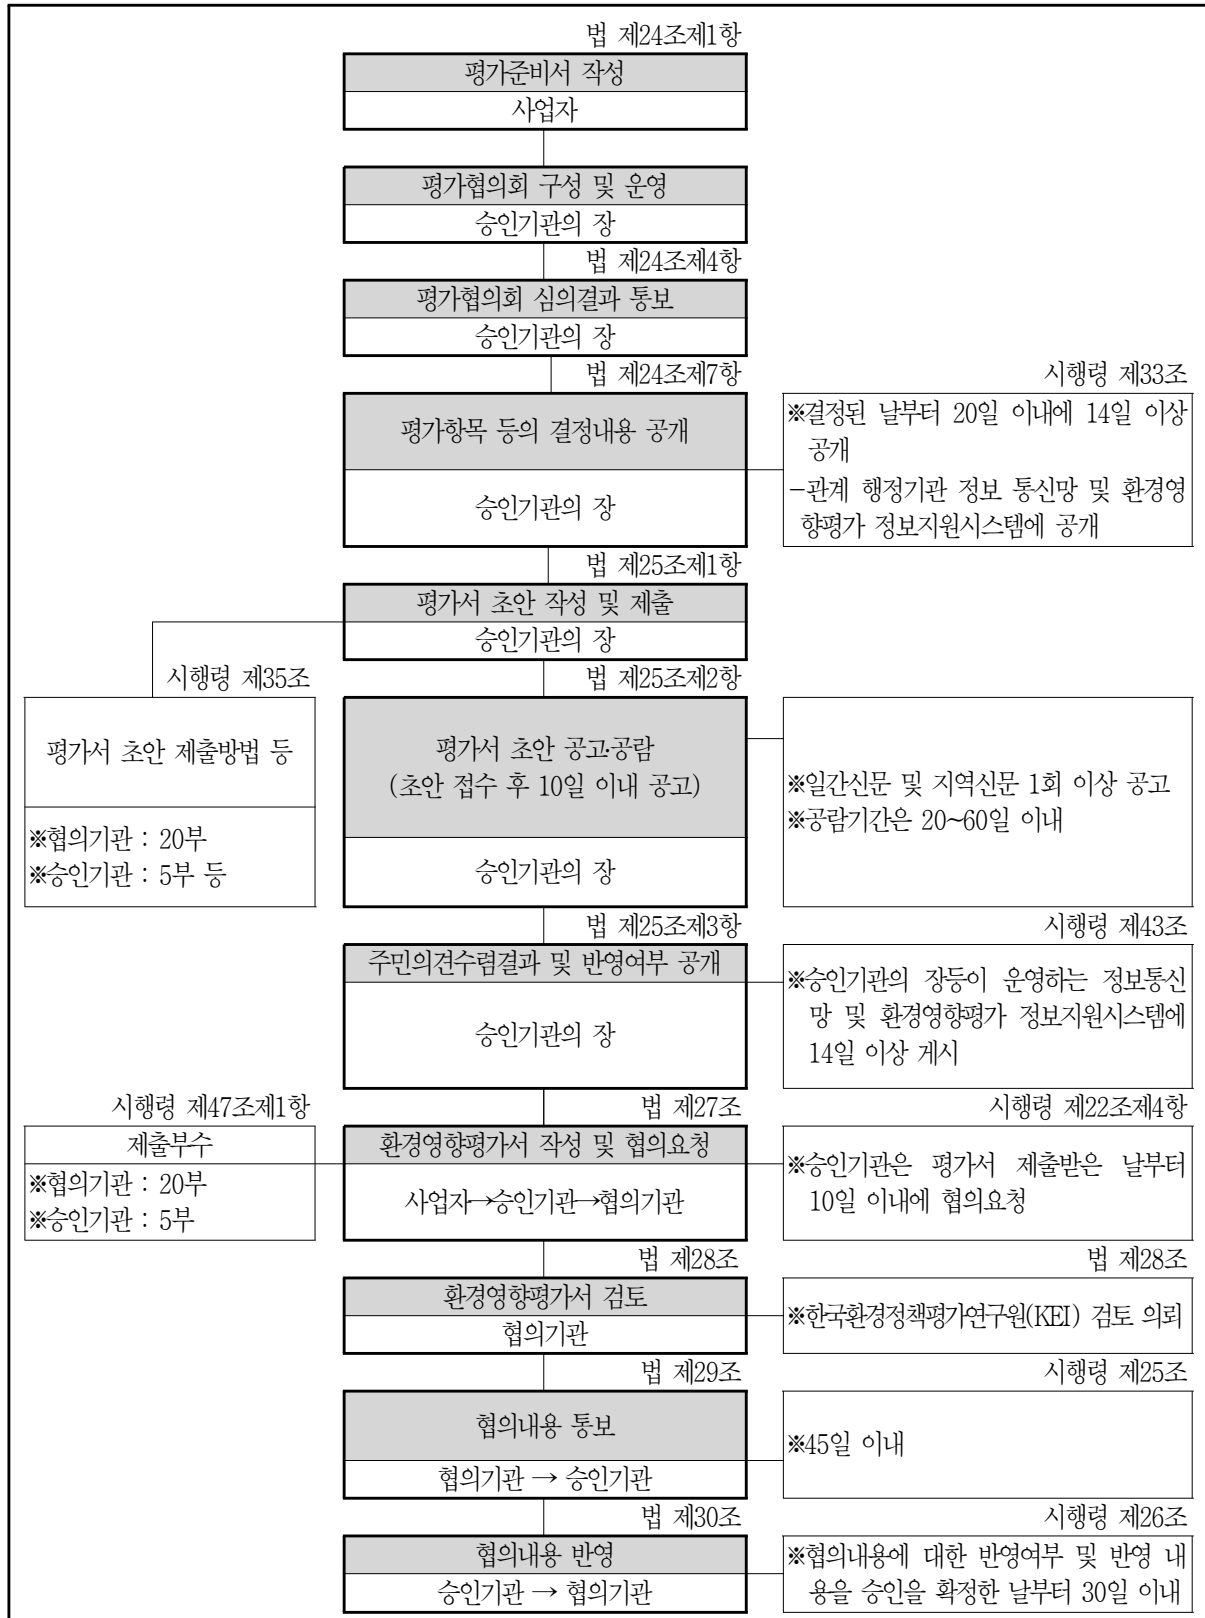 법 제24조제1항
평가준비서 작성
사업자
평가협의회 구성 및 운영
승인기관의 장
법 제24조제4항
평가협의회 심의결과 통보
승인기관의 장
법 제24조제7항
시행령 제33조
평가항목 등의 결정내용 공개
승인기관의 장
※결정된 날부터 20일 이내에 14일 이상
공개
-관계 행정기관 정보 통신망 및 환경영
향평가 정보지원시스템에 공개
법 제25조제1항
평가서 초안 작성 및 제출
승인기관의 장
시행령 제35조
평가서 초안 제출방법 등
※협의기관 : 20부
※승인기관 : 5부 등
법 제25조제2항
평가서 초안 공고·공람
(초안 접수 후 10일 이내 공고)
승인기관의 장
※일간신문 및 지역신문 1회 이상 공고
※공람기간은 20~60일 이내
법 제25조제3항
시행령 제43조
주민의견수렴결과 및 반영여부 공개
승인기관의 장
※승인기관의 장등이 운영하는 정보통신
망 및 환경영향평가 정보지원시스템에
14일 이상 게시
시행령 제47조제1항
법 제27조
시행령 제22조제4항
제출부수
※협의기관 : 20부
※승인기관 : 5부
환경영향평가서 작성 및 협의요청
사업자→승인기관→협의기관
※승인기관은 평가서 제출받은 날부터
10일 이내에 협의요청
법 제28조
법 제28조
환경영향평가서 검토
협의기관
※한국환경정책평가연구원(KEI) 검토 의뢰
법 제29조
시행령 제25조
협의내용 통보
협의기관 → 승인기관
※45일 이내
법 제30조
시행령 제26조
협의내용 반영
승인기관 → 협의기관
※협의내용에 대한 반영여부 및 반영 내
용을 승인을 확정한 날부터 30일 이내